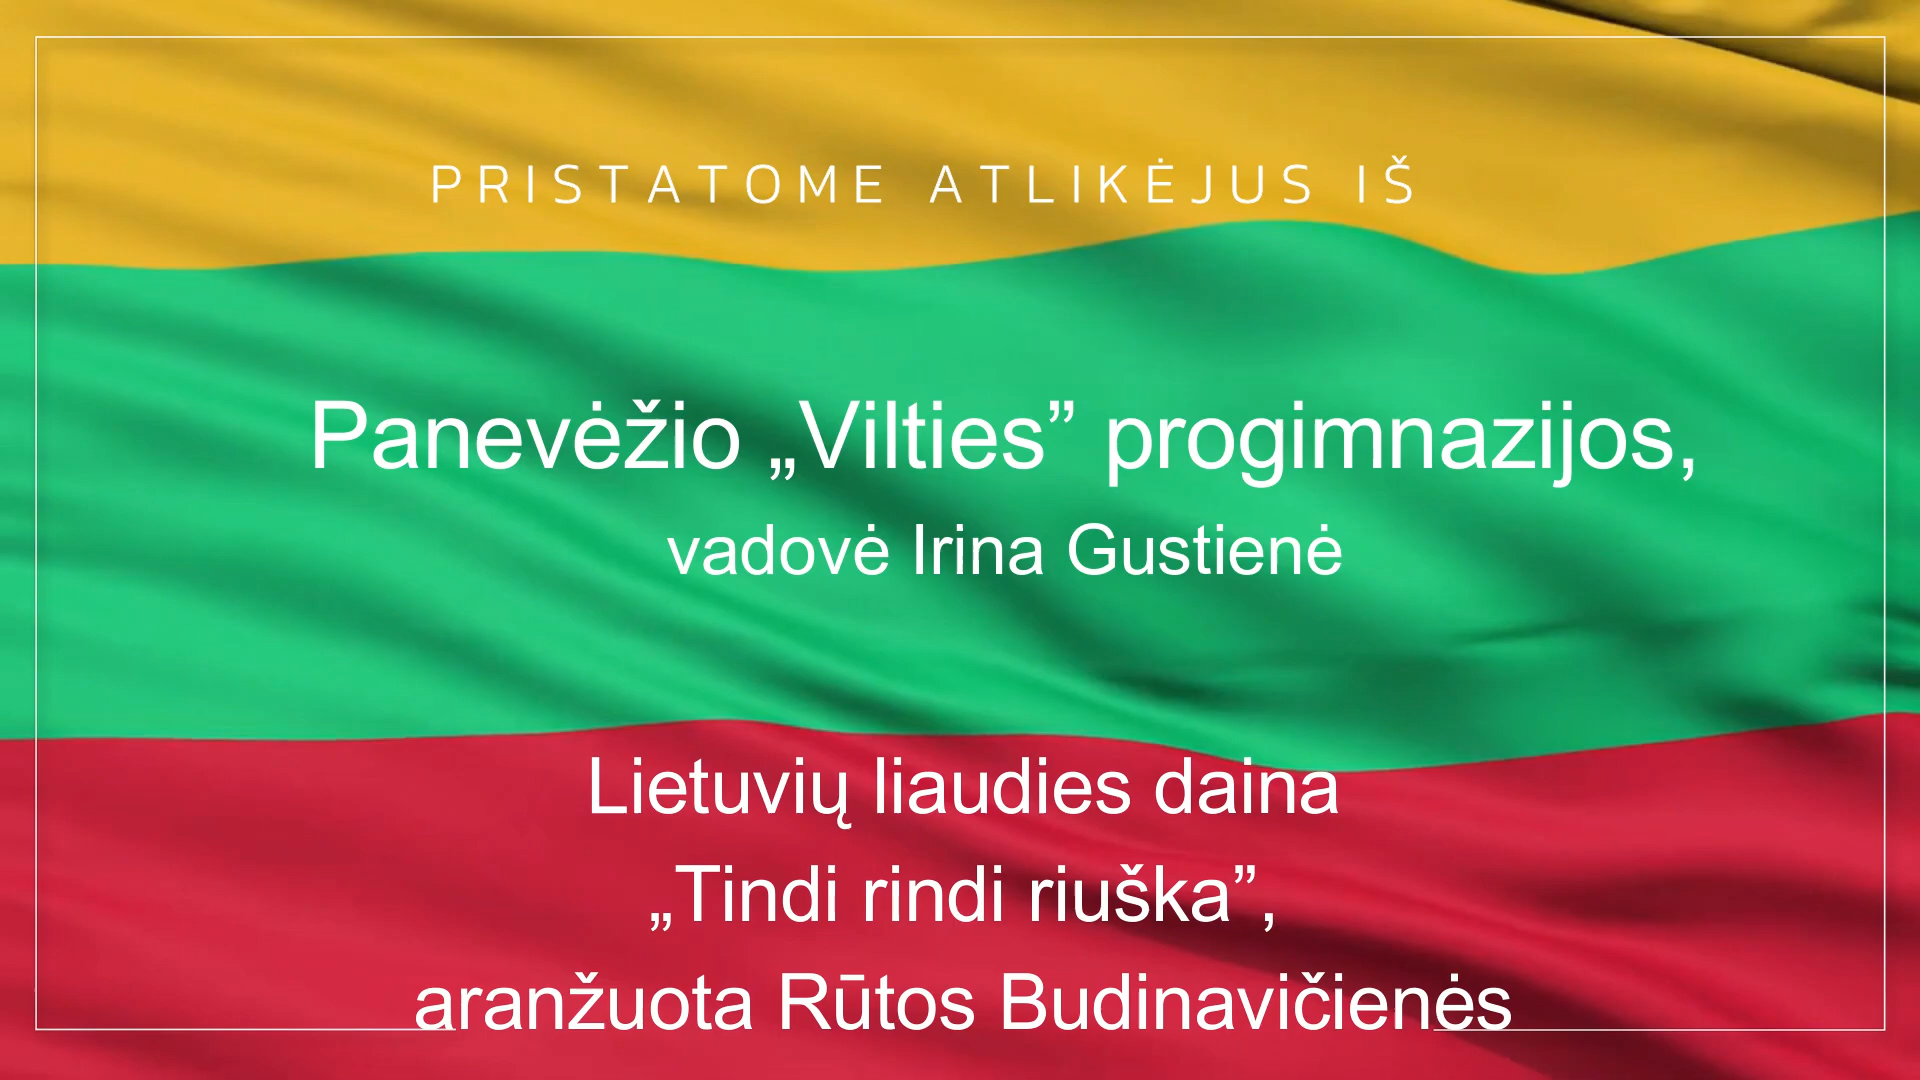 PRISTATOME ATLIKĖJUS IŠ
Panevėžio „Vilties” progimnazijos,
vadovė Irina Gustienė
Lietuvių liaudies daina
„Tindi rindi riuška”,
aranžuota Rūtos Budinavičienės